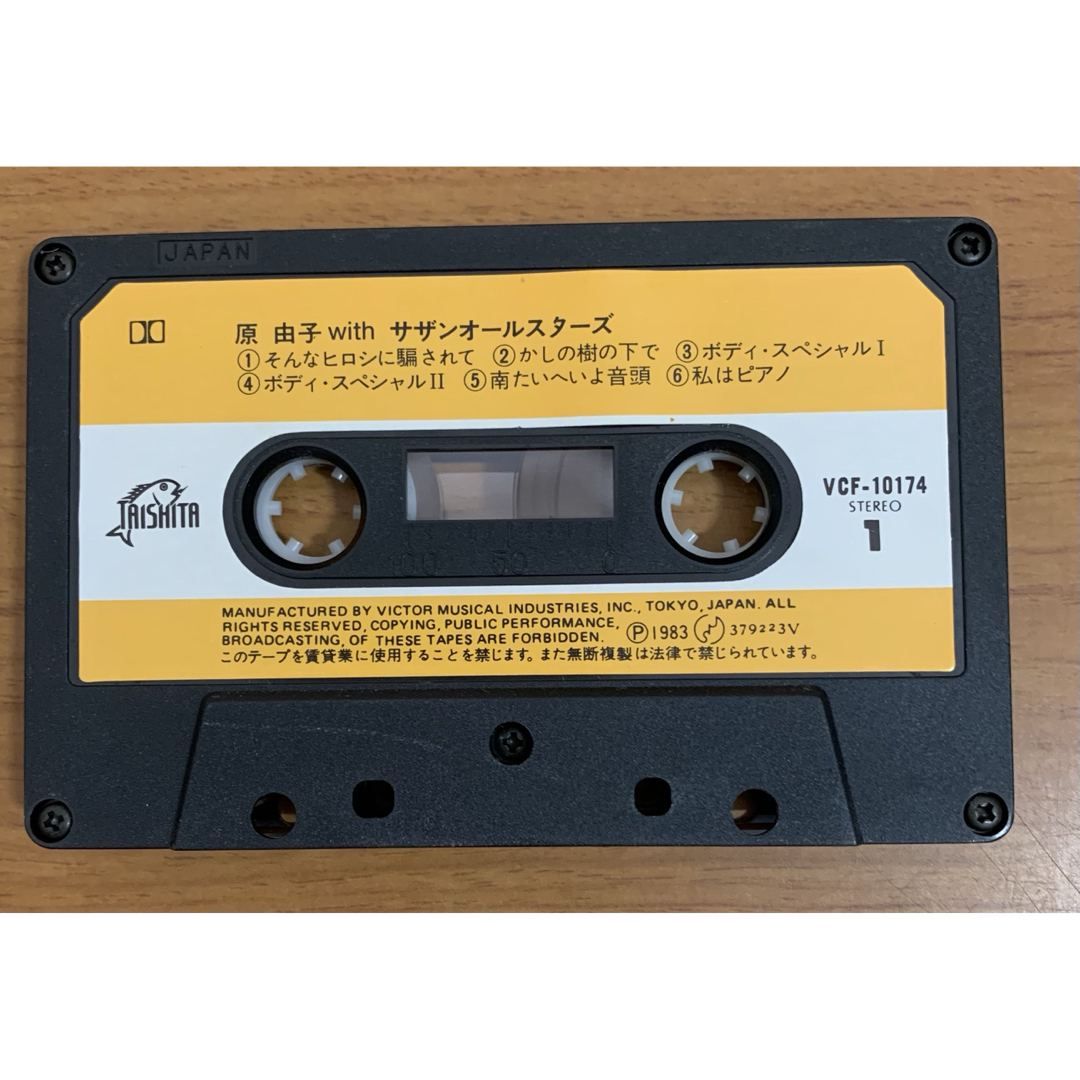 JAPAN
原 由子 with サザンオールスターズ
①そんなヒロシに騙されて ②かしの樹の下で ③ボディ・スペシャルⅠ
④ボディ・スペシャルⅡ ⑤南たいへいよ音頭 ⑥私はピアノ
TAISHITA
VCF-10174
STEREO
1
100 50 0
MANUFACTURED BY VICTOR MUSICAL INDUSTRIES, INC., TOKYO, JAPAN. ALL
RIGHTS RESERVED, COPYING, PUBLIC PERFORMANCE,
BROADCASTING, OF THESE TAPES ARE FORBIDDEN. Ⓟ1983 379223V
このテープを賃貸業に使用することを禁じます。また無断複製は法律で禁じられています。